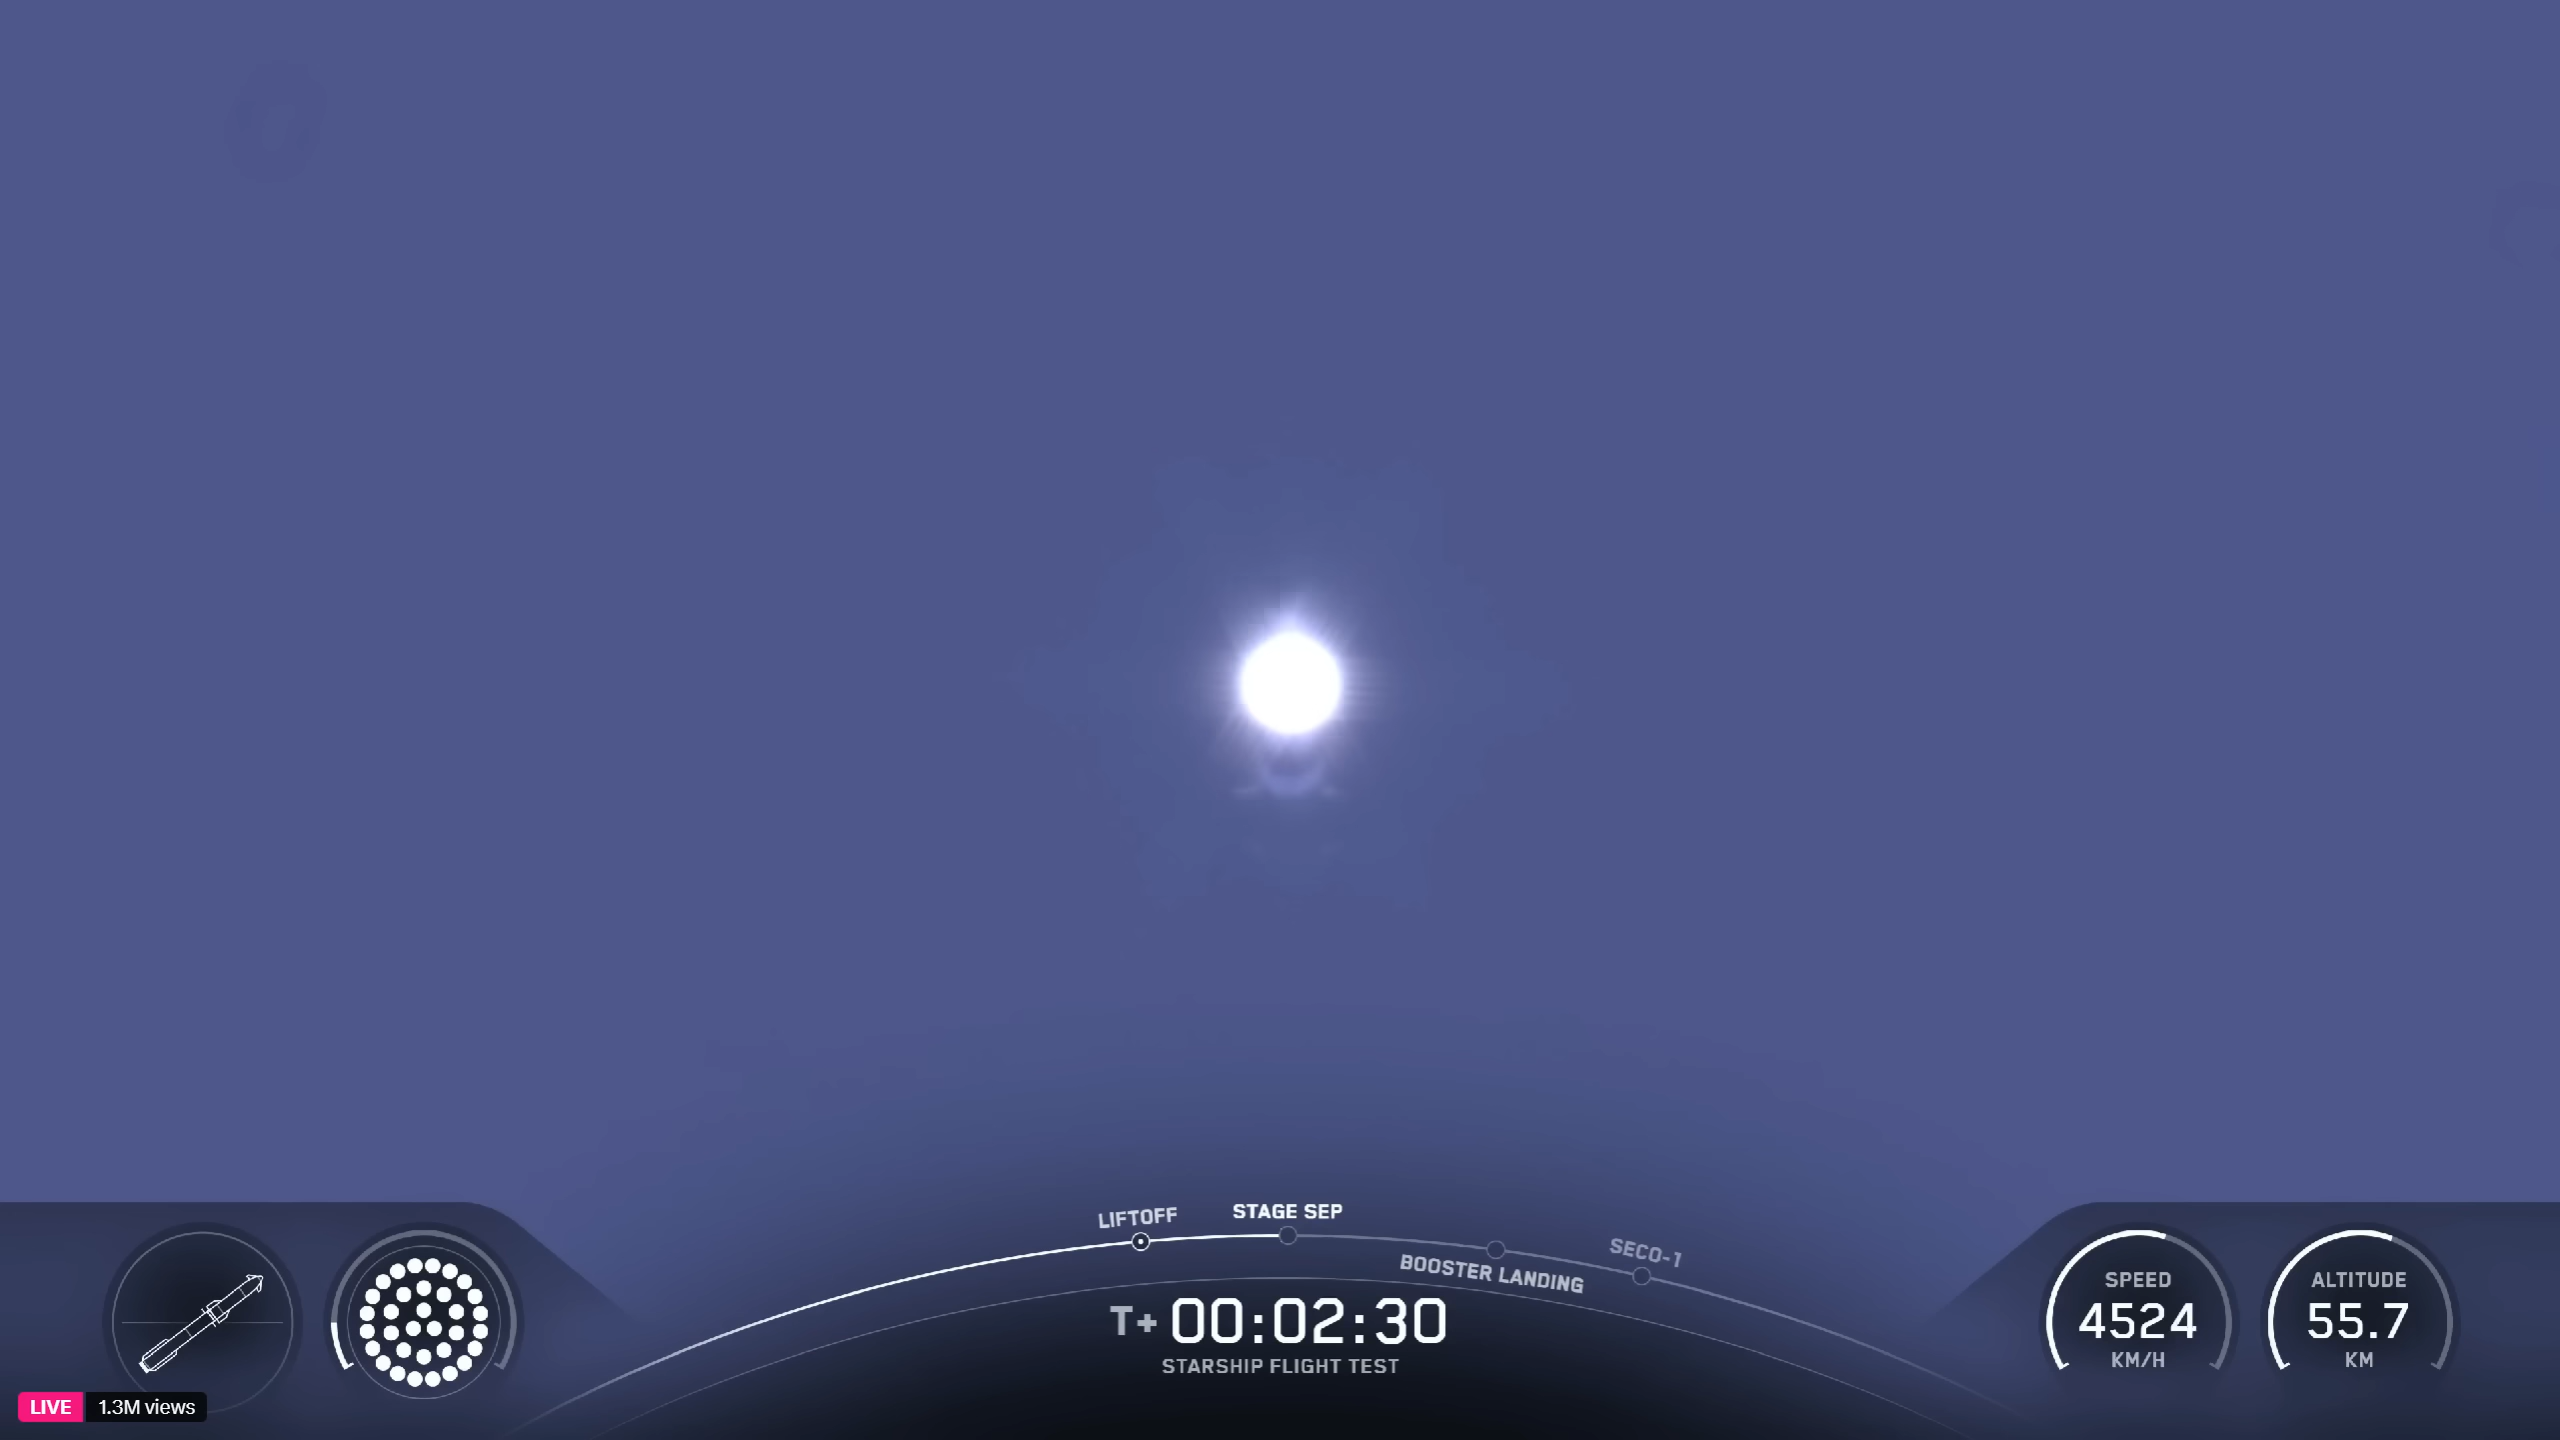 LIFTOFF
STAGE SEP
BOOSTER LANDING
SECO-1
T+ 00:02:30
STARSHIP FLIGHT TEST
SPEED
4524
KM/H
ALTITUDE
55.7
KM
LIVE 1.3M views